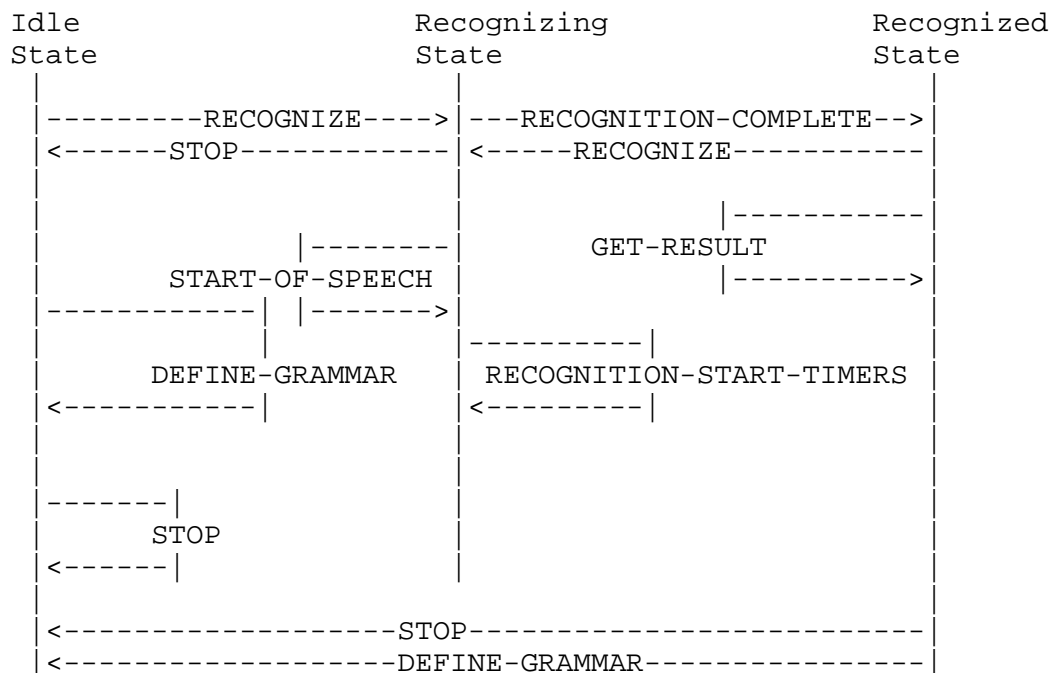 Idle Recognizing Recognized
State State State
RECOGNIZE RECOGNITION-COMPLETE
STOP RECOGNIZE
GET-RESULT
START-OF-SPEECH
DEFINE-GRAMMAR RECOGNITION-START-TIMERS
STOP
STOP
DEFINE-GRAMMAR